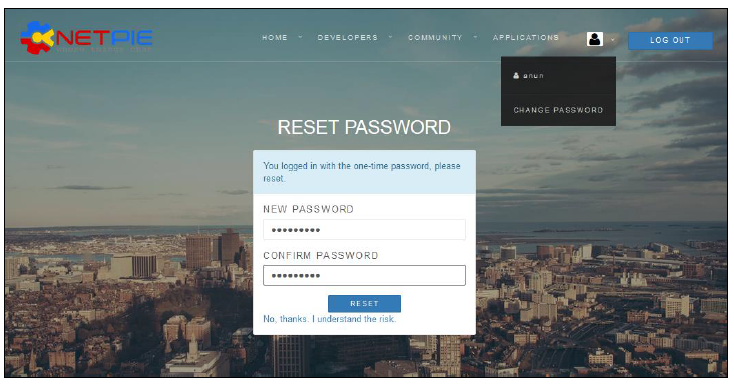 NETPIE
HOME
DEVELOPERS
COMMUNITY
APPLICATIONS
LOG OUT
anun
CHANGE PASSWORD
RESET PASSWORD
You logged in with the one-time password, please
reset.
NEW PASSWORD
•••••••••
CONFIRM PASSWORD
•••••••••
RESET
No, thanks. I understand the risk.